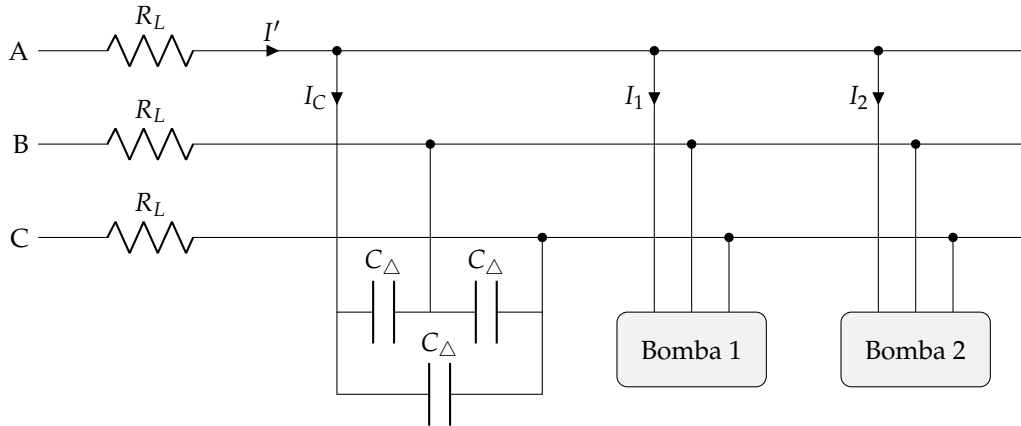 R_L I′
A
I_C I_1 I_2
R_L
B
R_L
C
C_△ C_△
C_△
Bomba 1 Bomba 2